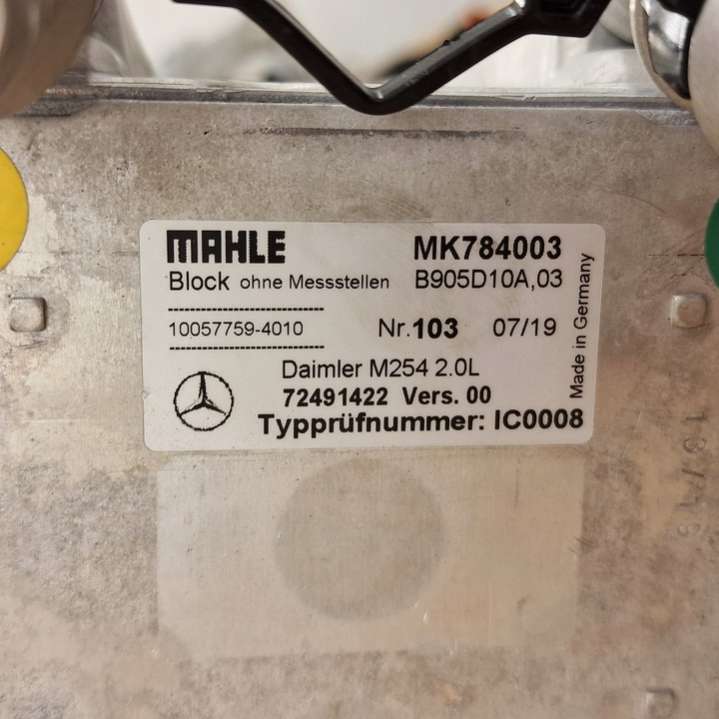 MAHLE MK784003
Block ohne Messstellen B905D10A,03
10057759-4010 Nr.103 07/19
Daimler M254 2.0L
72491422 Vers. 00
Typprüfnummer: IC0008
Made in Germany